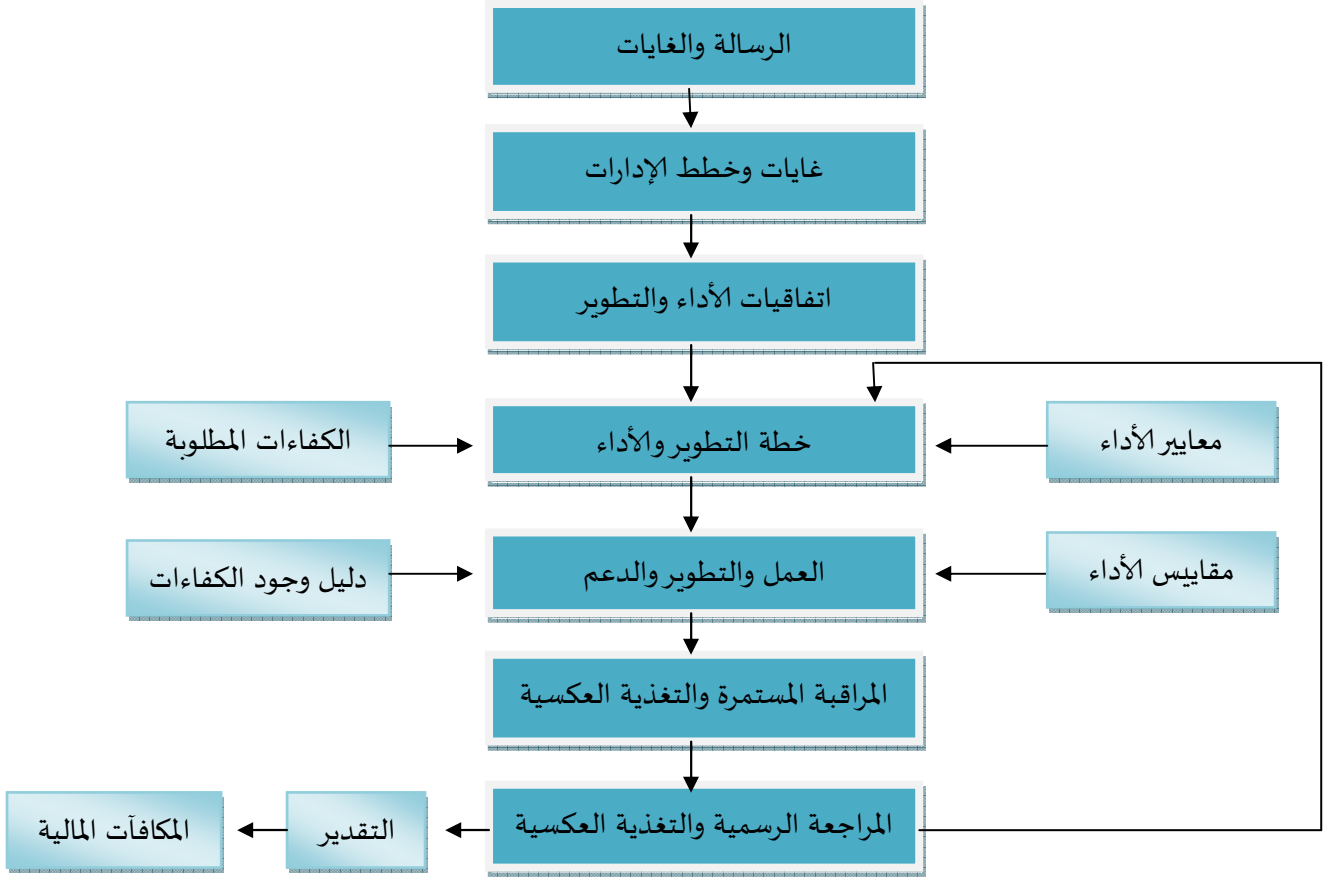 الرسالة والغايات
غايات وخطط الإدارات
اتفاقيات الأداء والتطوير
معايير الأداء
خطة التطوير والأداء
الكفاءات المطلوبة
مقاييس الأداء
العمل والتطوير والدعم
دليل وجود الكفاءات
المراقبة المستمرة والتغذية العكسية
المراجعة الرسمية والتغذية العكسية
التقدير
المكافآت المالية